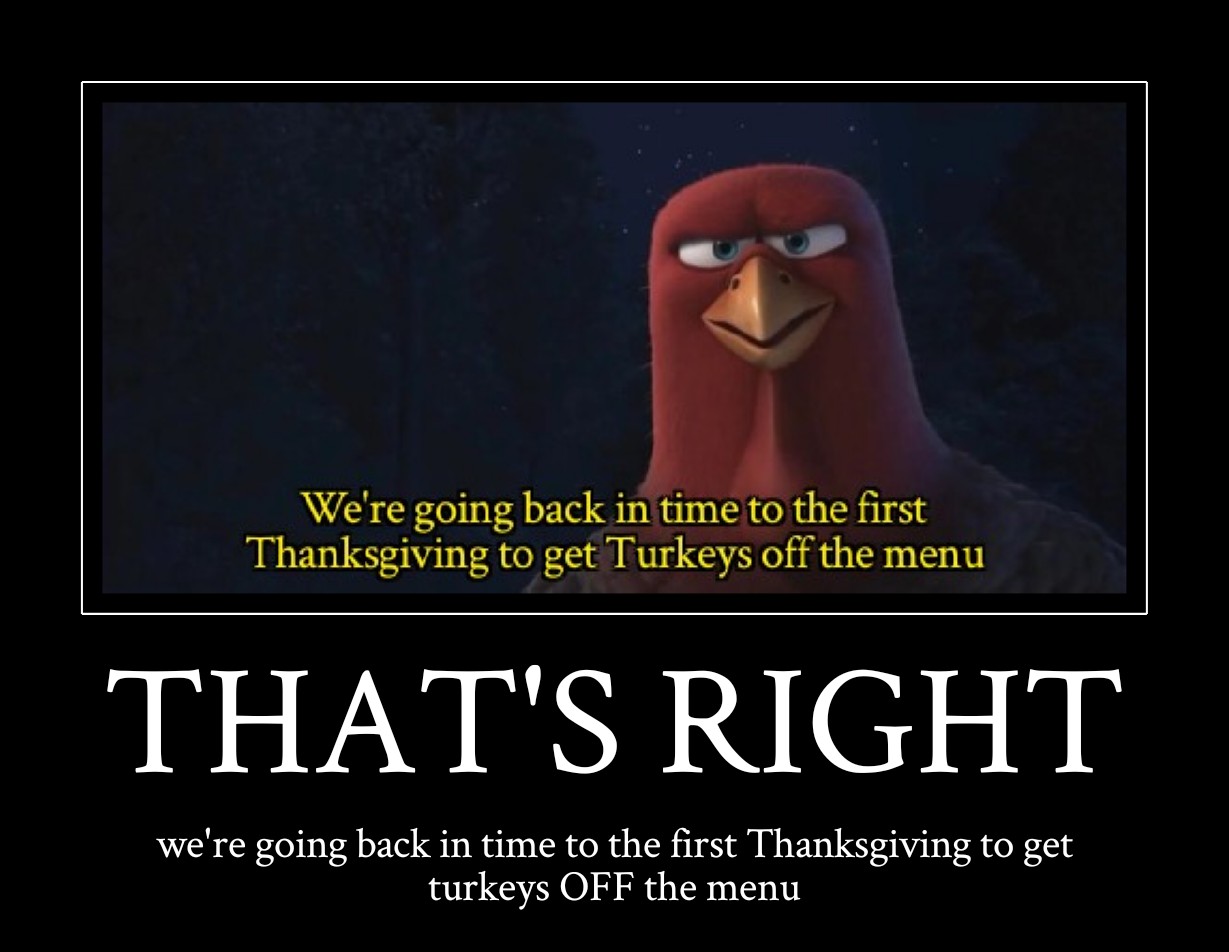 We're going back in time to the first
Thanksgiving to get Turkeys off the menu
THAT'S RIGHT
we're going back in time to the first Thanksgiving to get
turkeys OFF the menu